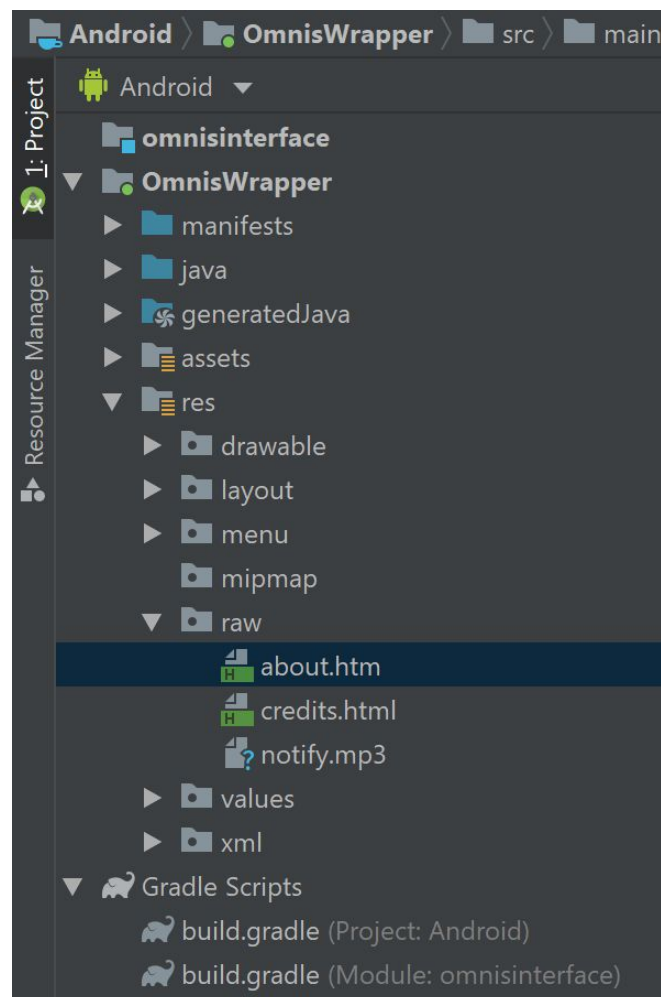 Android OmnisWrapper src main
1: Project
Resource Manager
Android
omnisinterface
OmnisWrapper
manifests
java
generatedJava
assets
res
drawable
layout
menu
mipmap
raw
about.htm
H
credits.html
H
notify.mp3
?
values
xml
Gradle Scripts
build.gradle (Project: Android)
build.gradle (Module: omnisinterface)